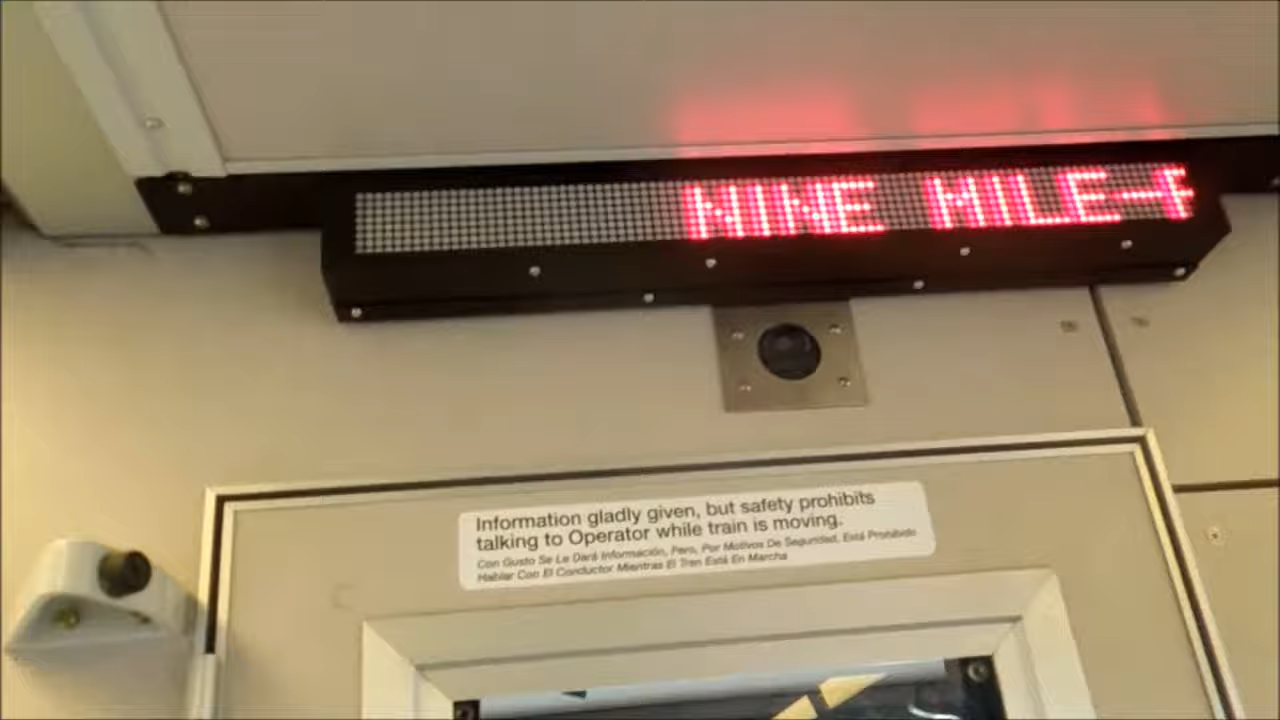 NINE MILE-F
Information gladly given, but safety prohibits
talking to Operator while train is moving.
Con Gusto Se Le Dará Información, Pero, Por Motivos De Seguridad, Está Prohibido
Hablar Con El Conductor Mientras El Tren Está En Marcha